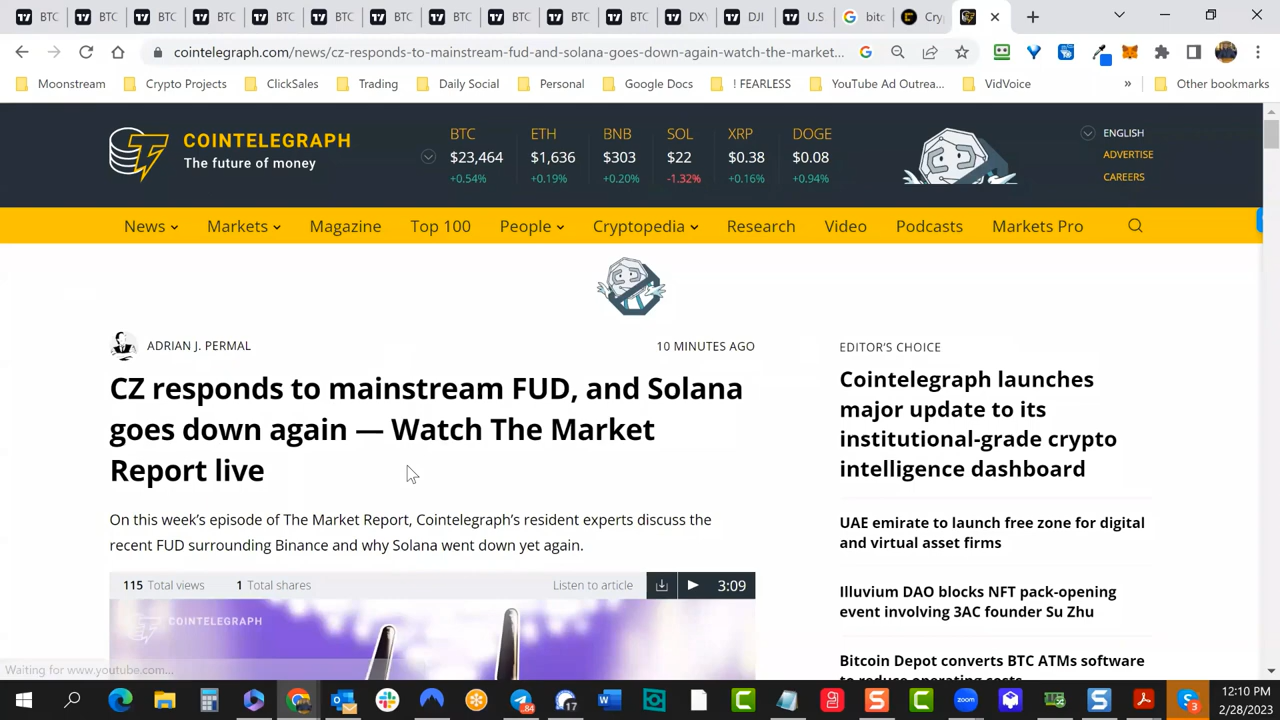 BTC BTC BTC BTC BTC BTC BTC BTC BTC BTC BTC DX DJI U.S bitc Cry
cointelegraph.com/news/cz-responds-to-mainstream-fud-and-solana-goes-down-again-watch-the-market...
Moonstream Crypto Projects ClickSales Trading Daily Social Personal Google Docs ! FEARLESS YouTube Ad Outrea... VidVoice » Other bookmarks
COINTELEGRAPH
The future of money
BTC ETH BNB SOL XRP DOGE
$23,464 $1,636 $303 $22 $0.38 $0.08
+0.54% +0.19% +0.20% -1.32% +0.16% +0.94%
ENGLISH
ADVERTISE
CAREERS
News Markets Magazine Top 100 People Cryptopedia Research Video Podcasts Markets Pro
ADRIAN J. PERMAL 10 MINUTES AGO
CZ responds to mainstream FUD, and Solana
goes down again — Watch The Market
Report live
On this week's episode of The Market Report, Cointelegraph's resident experts discuss the
recent FUD surrounding Binance and why Solana went down yet again.
115 Total views 1 Total shares Listen to article 3:09
COINTELEGRAPH
EDITOR'S CHOICE
Cointelegraph launches
major update to its
institutional-grade crypto
intelligence dashboard
UAE emirate to launch free zone for digital
and virtual asset firms
Illuvium DAO blocks NFT pack-opening
event involving 3AC founder Su Zhu
Bitcoin Depot converts BTC ATMs software
to reduce operating costs
Waiting for www.youtube.com...
84 17 3
12:10 PM
2/28/2023